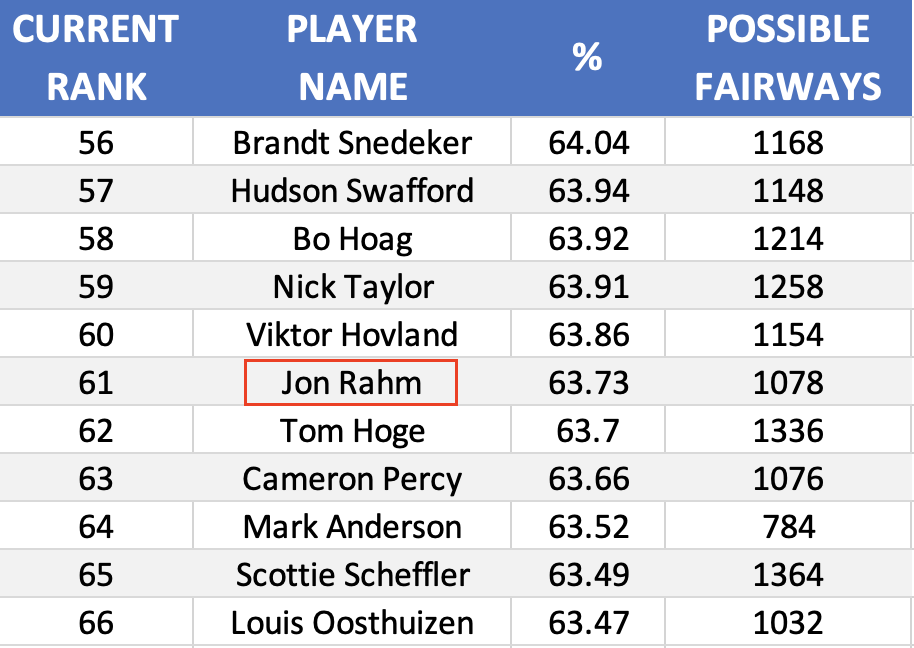 CURRENT RANK PLAYER NAME % POSSIBLE FAIRWAYS
56 Brandt Snedeker 64.04 1168
57 Hudson Swafford 63.94 1148
58 Bo Hoag 63.92 1214
59 Nick Taylor 63.91 1258
60 Viktor Hovland 63.86 1154
61 Jon Rahm 63.73 1078
62 Tom Hoge 63.7 1336
63 Cameron Percy 63.66 1076
64 Mark Anderson 63.52 784
65 Scottie Scheffler 63.49 1364
66 Louis Oosthuizen 63.47 1032